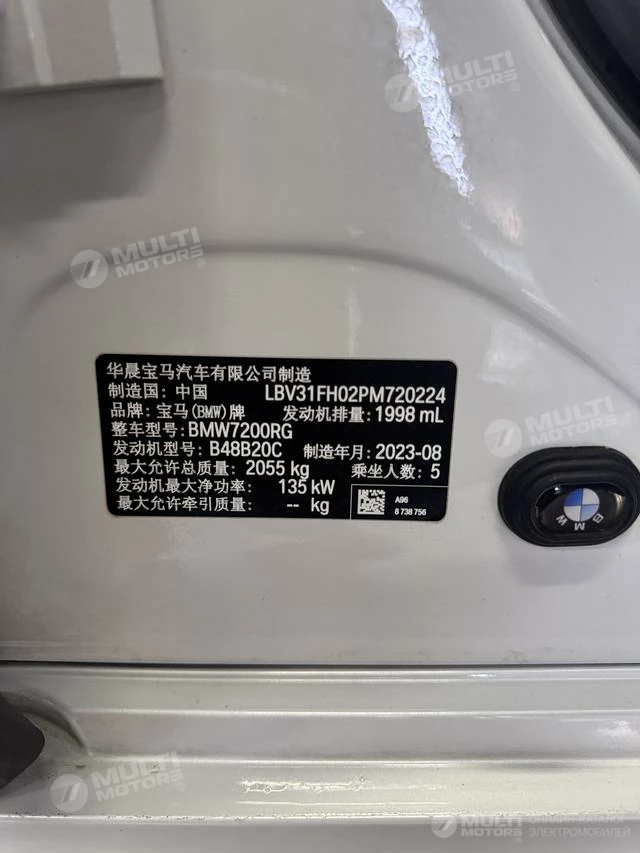 MULTI
MOTORS®
MULTI
MOTORS®
华晨宝马汽车有限公司制造
制造国: 中国 LBV31FH02PM720224
品牌: 宝马(BMW)牌 发动机排量: 1998 mL
整车型号: BMW7200RG
发动机型号: B48B20C 制造年月: 2023-08
最大允许总质量: 2055 kg 乘坐人数: 5
发动机最大净功率: 135 kW
最大允许牵引质量: -- kg
A96
8 738 756
BMW
MULTI
MOTORS®
MULTI
MOTORS
ОНЛАЙН-КАТАЛОГ
ЭЛЕКТРОМОБИЛЕЙ